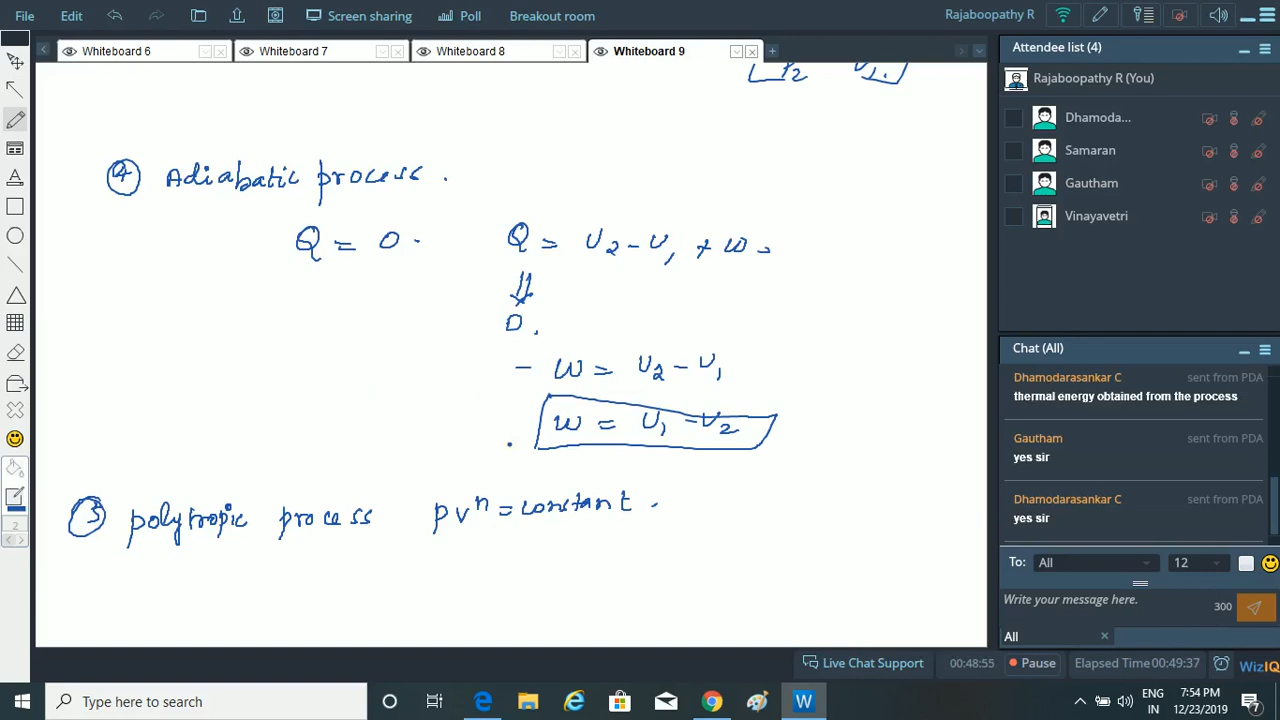 File Edit Screen sharing Poll Breakout room Rajaboopathy R
Whiteboard 6 Whiteboard 7 Whiteboard 8 Whiteboard 9
Attendee list (4)
Rajaboopathy R (You)
Dhamoda...
Samaran
Gautham
Vinayavetri
④ Adiabatic process.
Q = 0. Q = U2 - U1 + W =
⇓
0.
- W = U2 - U1
W = U1 - U2
⑤ polytropic process pv^n = constant.
Chat (All)
Dhamodarasankar C sent from PDA
thermal energy obtained from the process
Gautham sent from PDA
yes sir
Dhamodarasankar C sent from PDA
yes sir
To: All 12
Write your message here. 300
All
2
Live Chat Support 00:48:55 Pause Elapsed Time 00:49:37 WizIQ
Type here to search
W
ENG
IN
7:54 PM
12/23/2019
7